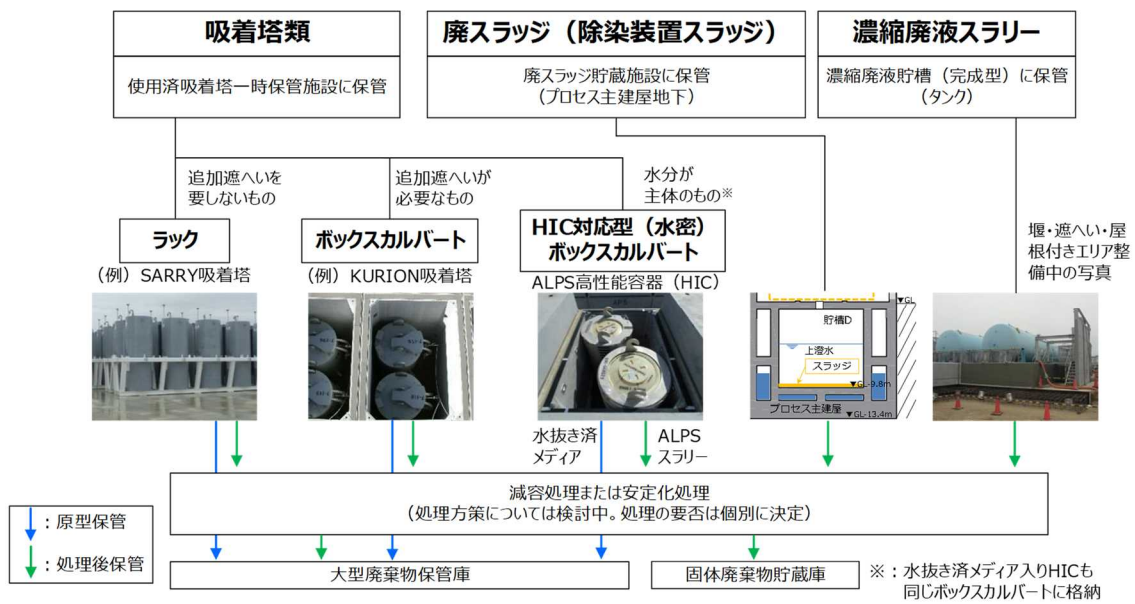 吸着塔類
使用済吸着塔一時保管施設に保管
廃スラッジ（除染装置スラッジ）
廃スラッジ貯蔵施設に保管
（プロセス主建屋地下）
濃縮廃液スラリー
濃縮廃液貯槽（完成型）に保管
（タンク）
追加遮へいを
要しないもの
追加遮へいが
必要なもの
水分が
主体のもの※
ラック
ボックスカルバート
HIC対応型（水密）
ボックスカルバート
（例）SARRY吸着塔
（例）KURION吸着塔
ALPS高性能容器（HIC）
堰・遮へい・屋
根付きエリア整
備中の写真
▼GL
貯槽D
上澄水
スラッジ
▼GL-9.8m
プロセス主建屋
▼GL-13.4m
水抜き済
メディア
ALPS
スラリー
減容処理または安定化処理
（処理方策については検討中。処理の要否は個別に決定）
：原型保管
：処理後保管
大型廃棄物保管庫
固体廃棄物貯蔵庫
※：水抜き済メディア入りHICも
同じボックスカルバートに格納